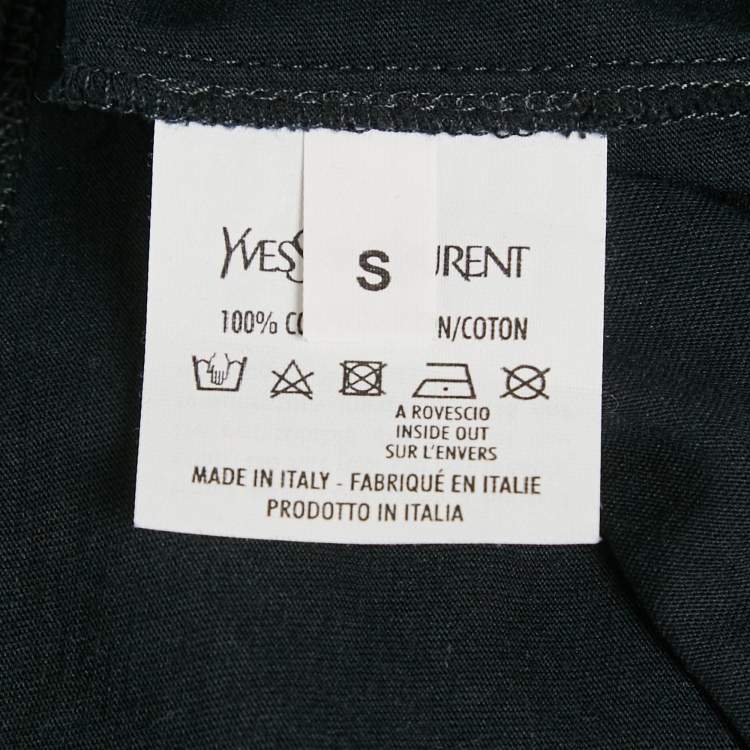 YVES S URENT
S
100% CO N/COTON
A ROVESCIO
INSIDE OUT
SUR L'ENVERS
MADE IN ITALY - FABRIQUÉ EN ITALIE
PRODOTTO IN ITALIA